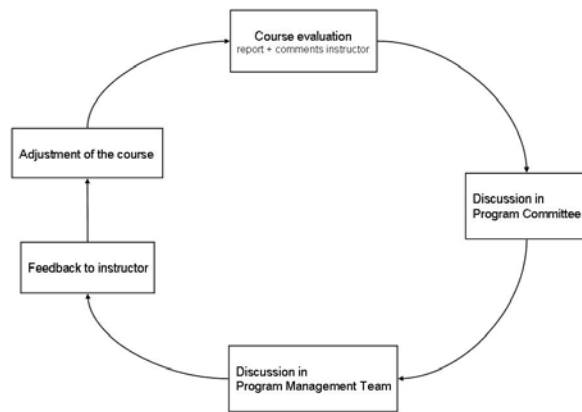 Course evaluation
report + comments instructor
Adjustment of the course
Discussion in
Program Committee
Feedback to instructor
Discussion in
Program Management Team